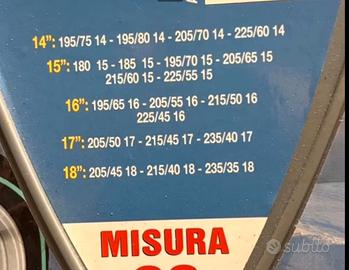 14": 195/75 14 - 195/80 14 - 205/70 14 - 225/60 14
15": 180 15 - 185 15 - 195/70 15 - 205/65 15
215/60 15 - 225/55 15
16": 195/65 16 - 205/55 16 - 215/50 16
225/45 16
17": 205/50 17 - 215/45 17 - 235/40 17
18": 205/45 18 - 215/40 18 - 235/35 18
MISURA
subito